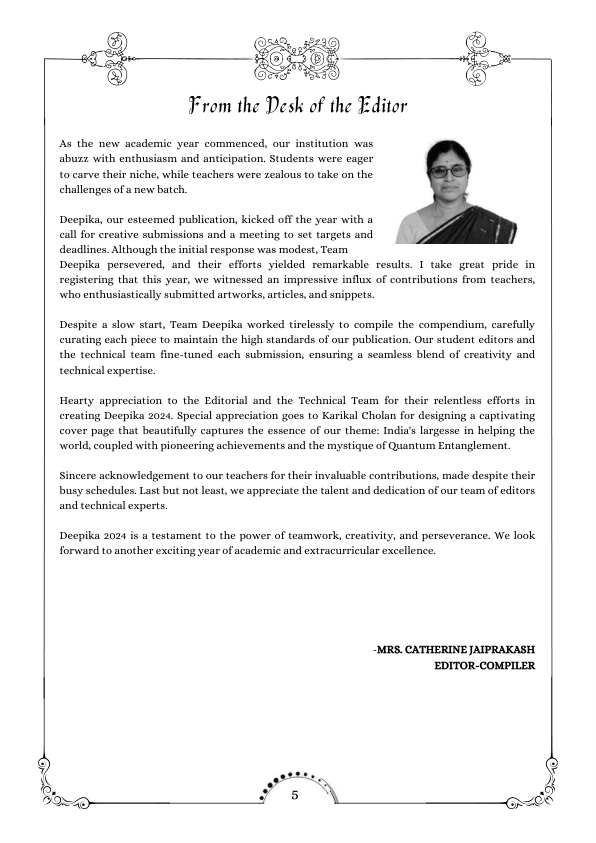 From the Desk of the Editor
As the new academic year commenced, our institution was
abuzz with enthusiasm and anticipation. Students were eager
to carve their niche, while teachers were zealous to take on the
challenges of a new batch.
Deepika, our esteemed publication, kicked off the year with a
call for creative submissions and a meeting to set targets and
deadlines. Although the initial response was modest, Team
Deepika persevered, and their efforts yielded remarkable results. I take great pride in
registering that this year, we witnessed an impressive influx of contributions from teachers,
who enthusiastically submitted artworks, articles, and snippets.
Despite a slow start, Team Deepika worked tirelessly to compile the compendium, carefully
curating each piece to maintain the high standards of our publication. Our student editors and
the technical team fine-tuned each submission, ensuring a seamless blend of creativity and
technical expertise.
Hearty appreciation to the Editorial and the Technical Team for their relentless efforts in
creating Deepika 2024. Special appreciation goes to Karikal Cholan for designing a captivating
cover page that beautifully captures the essence of our theme: India's largesse in helping the
world, coupled with pioneering achievements and the mystique of Quantum Entanglement.
Sincere acknowledgement to our teachers for their invaluable contributions, made despite their
busy schedules. Last but not least, we appreciate the talent and dedication of our team of editors
and technical experts.
Deepika 2024 is a testament to the power of teamwork, creativity, and perseverance. We look
forward to another exciting year of academic and extracurricular excellence.
-MRS. CATHERINE JAIPRAKASH
EDITOR-COMPILER
5